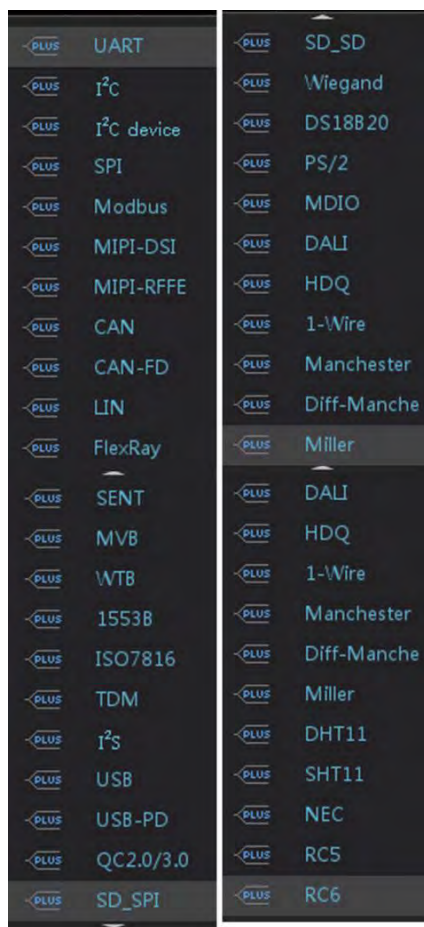 PLUS UART
PLUS I²C
PLUS I²C device
PLUS SPI
PLUS Modbus
PLUS MIPI-DSI
PLUS MIPI-RFFE
PLUS CAN
PLUS CAN-FD
PLUS LIN
PLUS FlexRay
PLUS SENT
PLUS MVB
PLUS WTB
PLUS 1553B
PLUS ISO7816
PLUS TDM
PLUS I²S
PLUS USB
PLUS USB-PD
PLUS QC2.0/3.0
PLUS SD_SPI
PLUS SD_SD
PLUS Wiegand
PLUS DS18B20
PLUS PS/2
PLUS MDIO
PLUS DALI
PLUS HDQ
PLUS 1-Wire
PLUS Manchester
PLUS Diff-Manche
PLUS Miller
PLUS DALI
PLUS HDQ
PLUS 1-Wire
PLUS Manchester
PLUS Diff-Manche
PLUS Miller
PLUS DHT11
PLUS SHT11
PLUS NEC
PLUS RC5
PLUS RC6